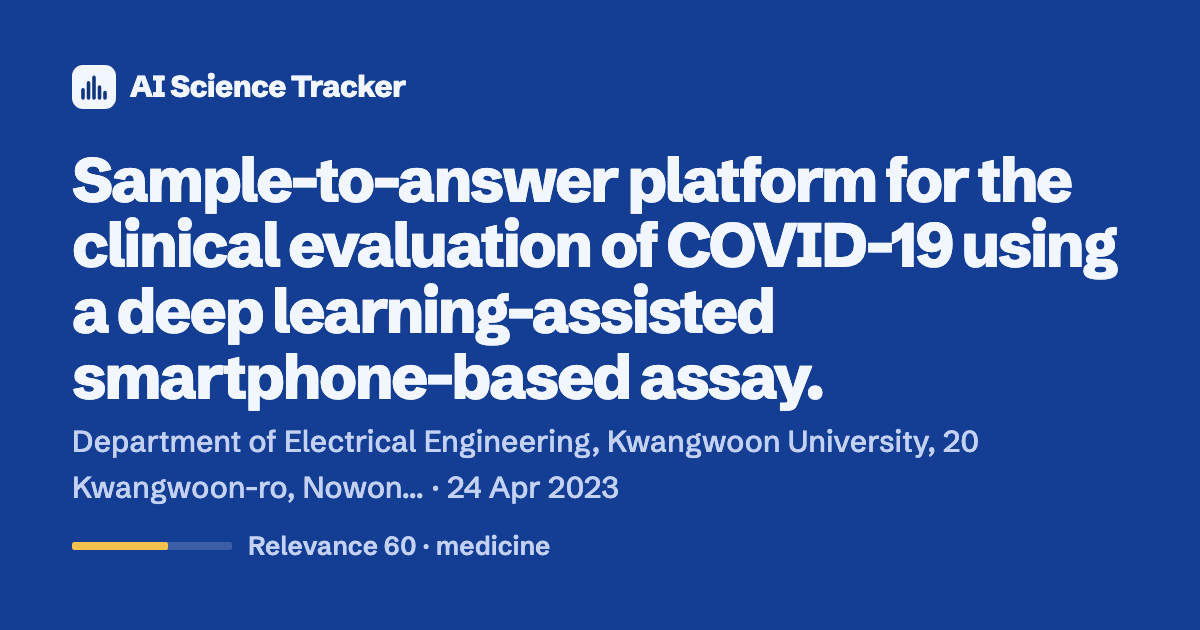 AI Science Tracker
Sample-to-answer platform for the
clinical evaluation of COVID-19 using
a deep learning-assisted
smartphone-based assay.
Department of Electrical Engineering, Kwangwoon University, 20
Kwangwoon-ro, Nowon... · 24 Apr 2023
Relevance 60 · medicine